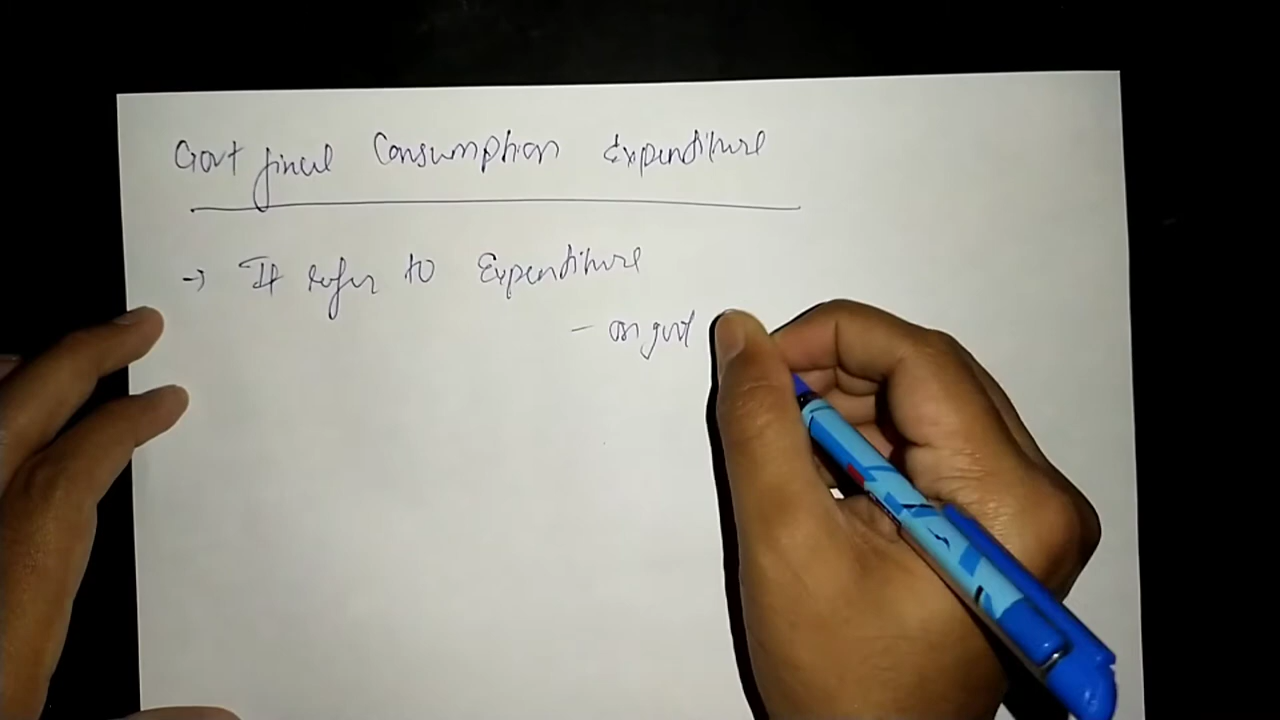 Govt final Consumption Expenditure
→ It refer to Expenditure
- on govt